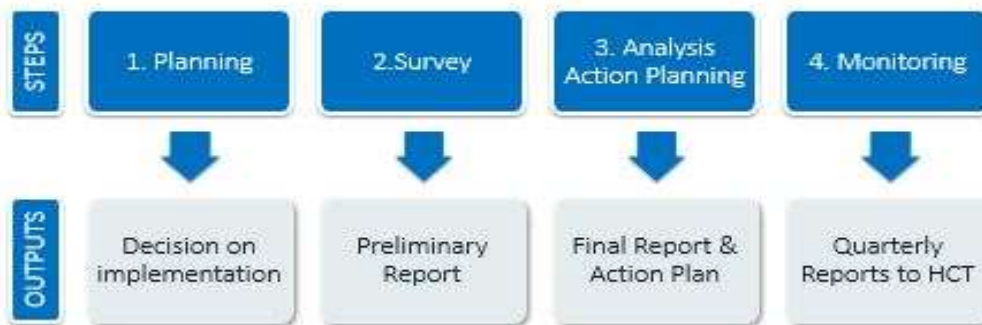 STEPS
1. Planning
2.Survey
3. Analysis
Action Planning
4. Monitoring
OUTPUTS
Decision on
implementation
Preliminary
Report
Final Report &
Action Plan
Quarterly
Reports to HCT